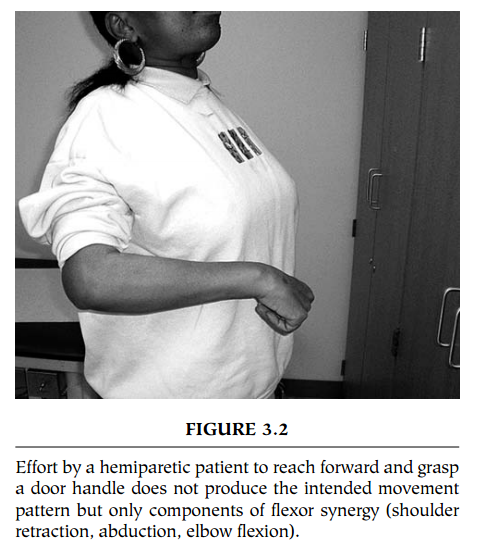 FIGURE 3.2
Effort by a hemiparetic patient to reach forward and grasp
a door handle does not produce the intended movement
pattern but only components of flexor synergy (shoulder
retraction, abduction, elbow flexion).